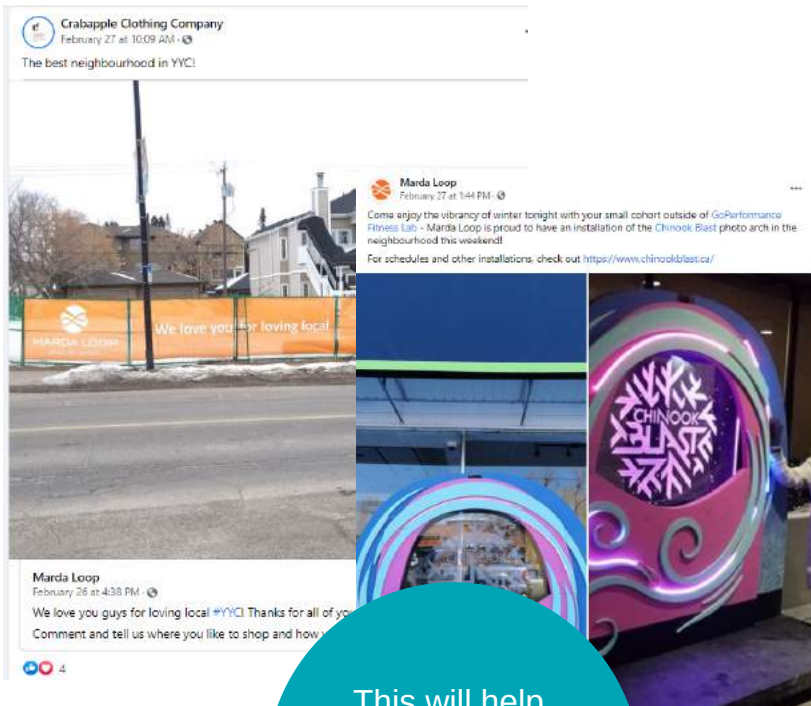 Crabapple Clothing Company
February 27 at 10:09 AM ·
The best neighbourhood in YYC!
MARDA LOOP
We love you for loving local
Marda Loop
February 26 at 4:38 PM ·
We love you guys for loving local #YYC! Thanks for all of you
Comment and tell us where you like to shop and how
4
Marda Loop
February 27 at 1:44 PM ·
Come enjoy the vibrancy of winter tonight with your small cohort outside of GoPerformance
Fitness Lab - Marda Loop is proud to have an installation of the Chinook Blast photo arch in the
neighbourhood this weekend!
For schedules and other installations, check out https://www.chinookblast.ca/
CHINOOK
BLAST
This will help